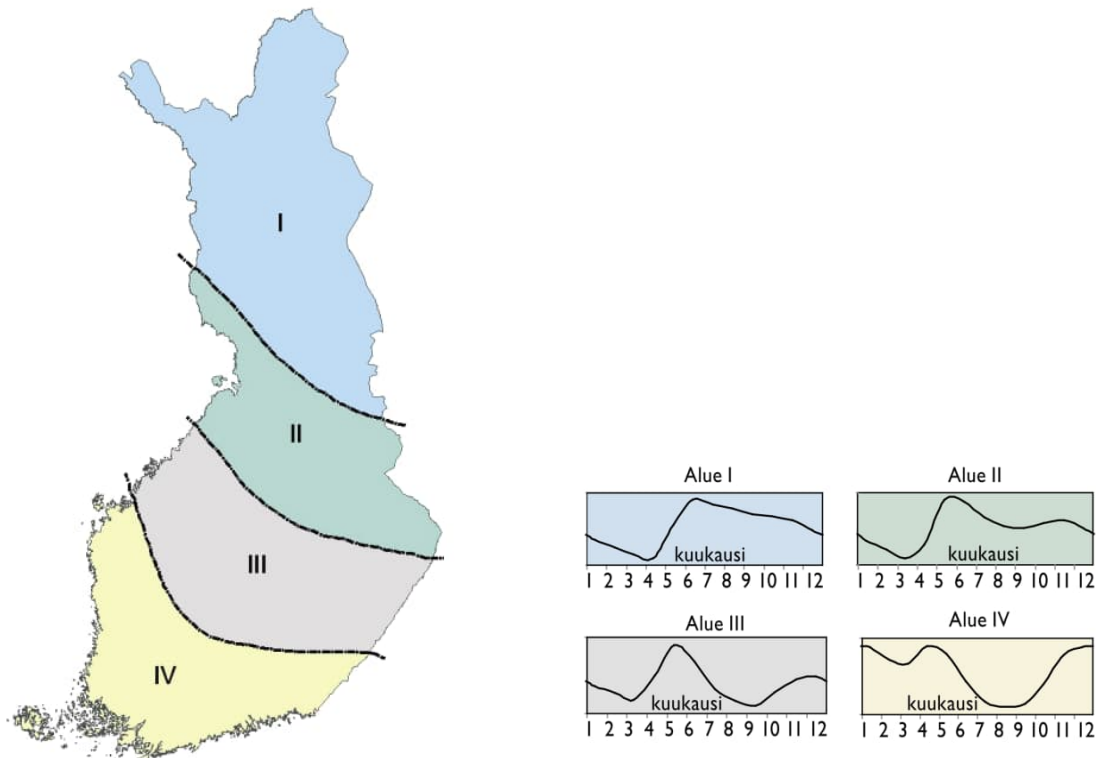 I
II
III
IV
Alue I
kuukausi
1 2 3 4 5 6 7 8 9 10 11 12
Alue II
kuukausi
1 2 3 4 5 6 7 8 9 10 11 12
Alue III
kuukausi
1 2 3 4 5 6 7 8 9 10 11 12
Alue IV
kuukausi
1 2 3 4 5 6 7 8 9 10 11 12